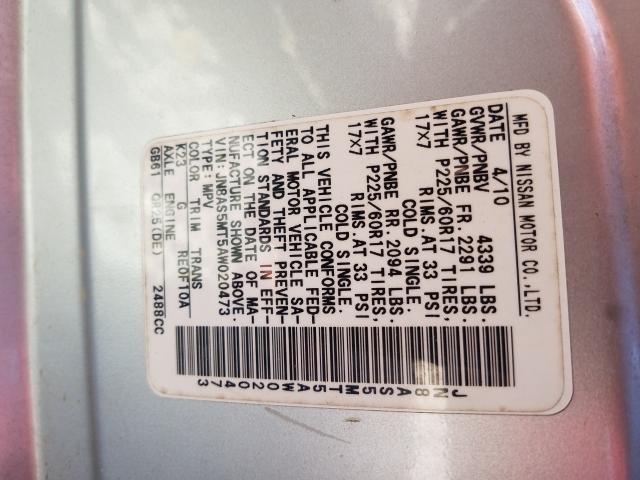 MFD BY NISSAN MOTOR CO.,LTD.
DATE 4/10
GVWR/PNBV 4339 LBS.
GAWR/PNBE FR. 2291 LBS.
WITH P225/60R17 TIRES,
17X7 RIMS.AT 33 PSI
COLD SINGLE.
GAWR/PNBE RR. 2094 LBS.
WITH P225/60R17 TIRES,
17X7 RIMS.AT 33 PSI
COLD SINGLE.
THIS VEHICLE CONFORMS
TO ALL APPLICABLE FED-
ERAL MOTOR VEHICLE SA-
FETY AND THEFT PREVEN-
TION STANDARDS IN EFF-
ECT ON THE DATE OF MA-
NUFACTURE SHOWN ABOVE.
VIN:JN8AS5MT5AW020473
TYPE:MPV
COLOR TRIM TRANS
K23 G RE0F10A
AXLE ENGINE
GB61 QR25(DE) 2488CC
JN8AS5MT5AW020473